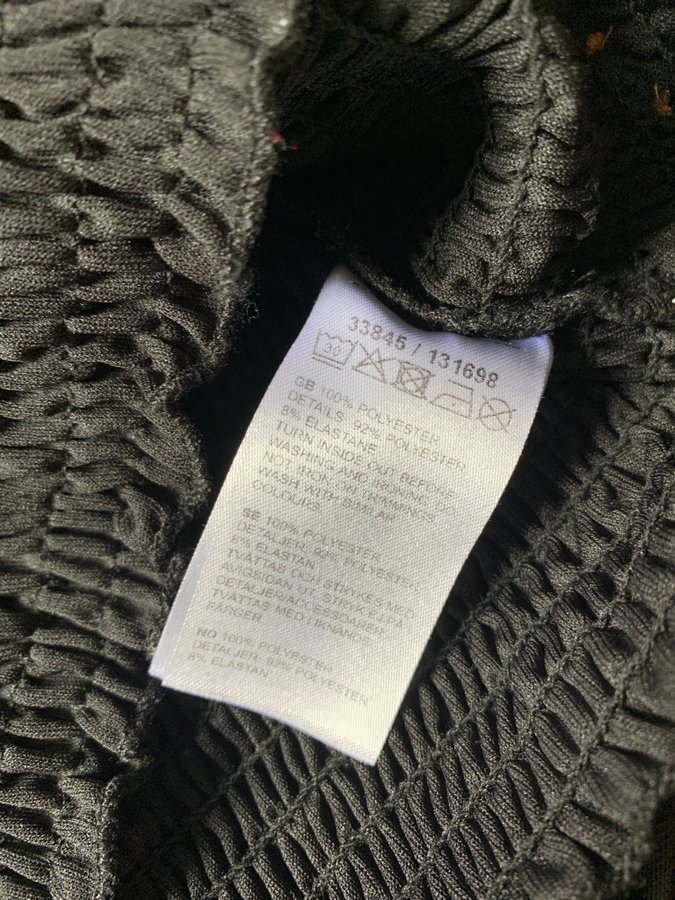 33845 / 131698
30
GB 100% POLYESTER
DETAILS: 92% POLYESTER
8% ELASTANE
TURN INSIDE OUT BEFORE
WASHING AND IRONING. DO
NOT IRON ON TRIMMINGS.
WASH WITH SIMILAR
COLOURS.
SE 100% POLYESTER
DETALJER, 92% POLYESTER
8% ELASTAN
TVÄTTAS OCH STRYKES MED
AVIGSIDAN UT, STRYK EJ PÅ
DETALJER/ACCESSOARER.
TVÄTTAS MED LIKNANDE
FÄRGER
NO 100% POLYESTER
DETALJER, 92% POLYESTER
8% ELASTAN